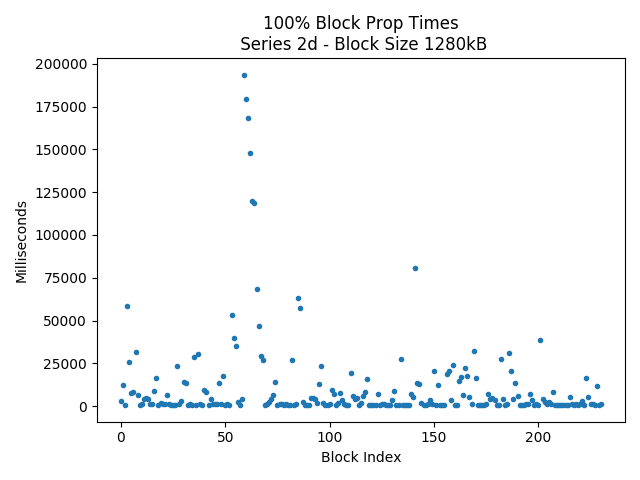 100% Block Prop Times
Series 2d - Block Size 1280kB
200000
175000
150000
125000
100000
75000
50000
25000
0
Milliseconds
0 50 100 150 200
Block Index